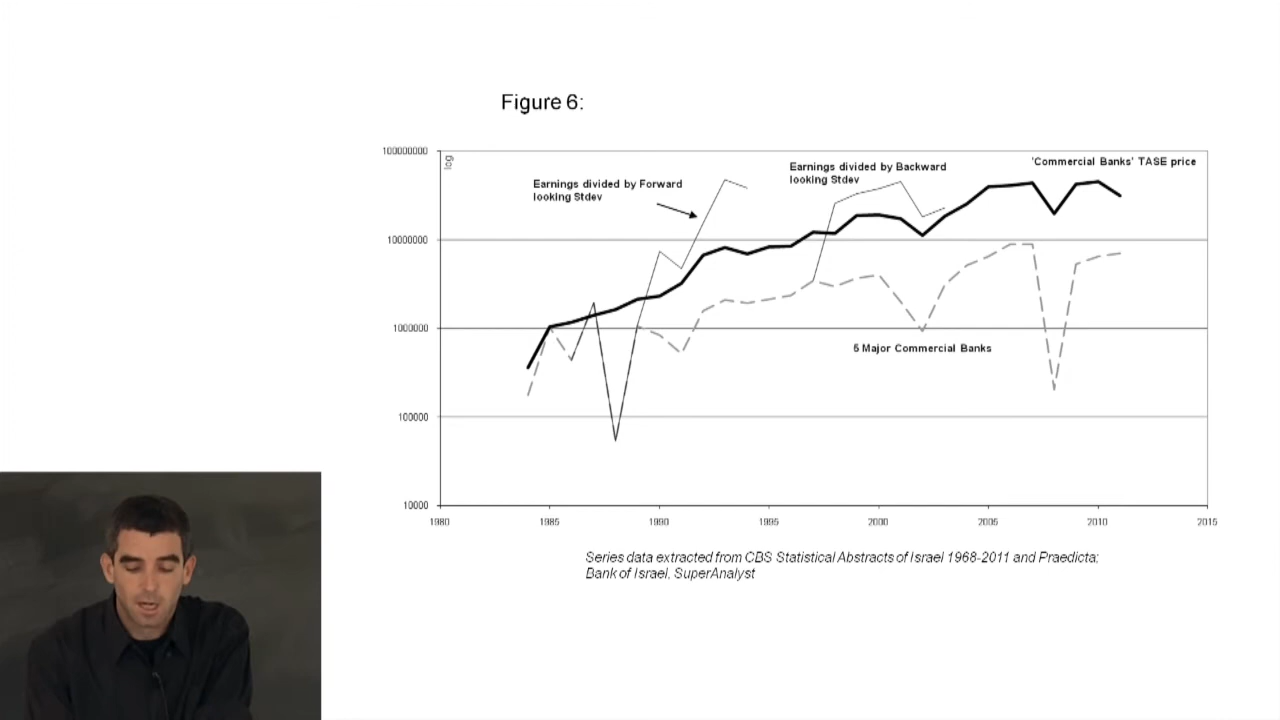 Figure 6:
100000000
10000000
1000000
100000
10000
log
Earnings divided by Forward
looking Stdev
Earnings divided by Backward
looking Stdev
'Commercial Banks' TASE price
5 Major Commercial Banks
1980
1985
1990
1995
2000
2005
2010
2015
Series data extracted from CBS Statistical Abstracts of Israel 1968-2011 and Praedicta;
Bank of Israel, SuperAnalyst